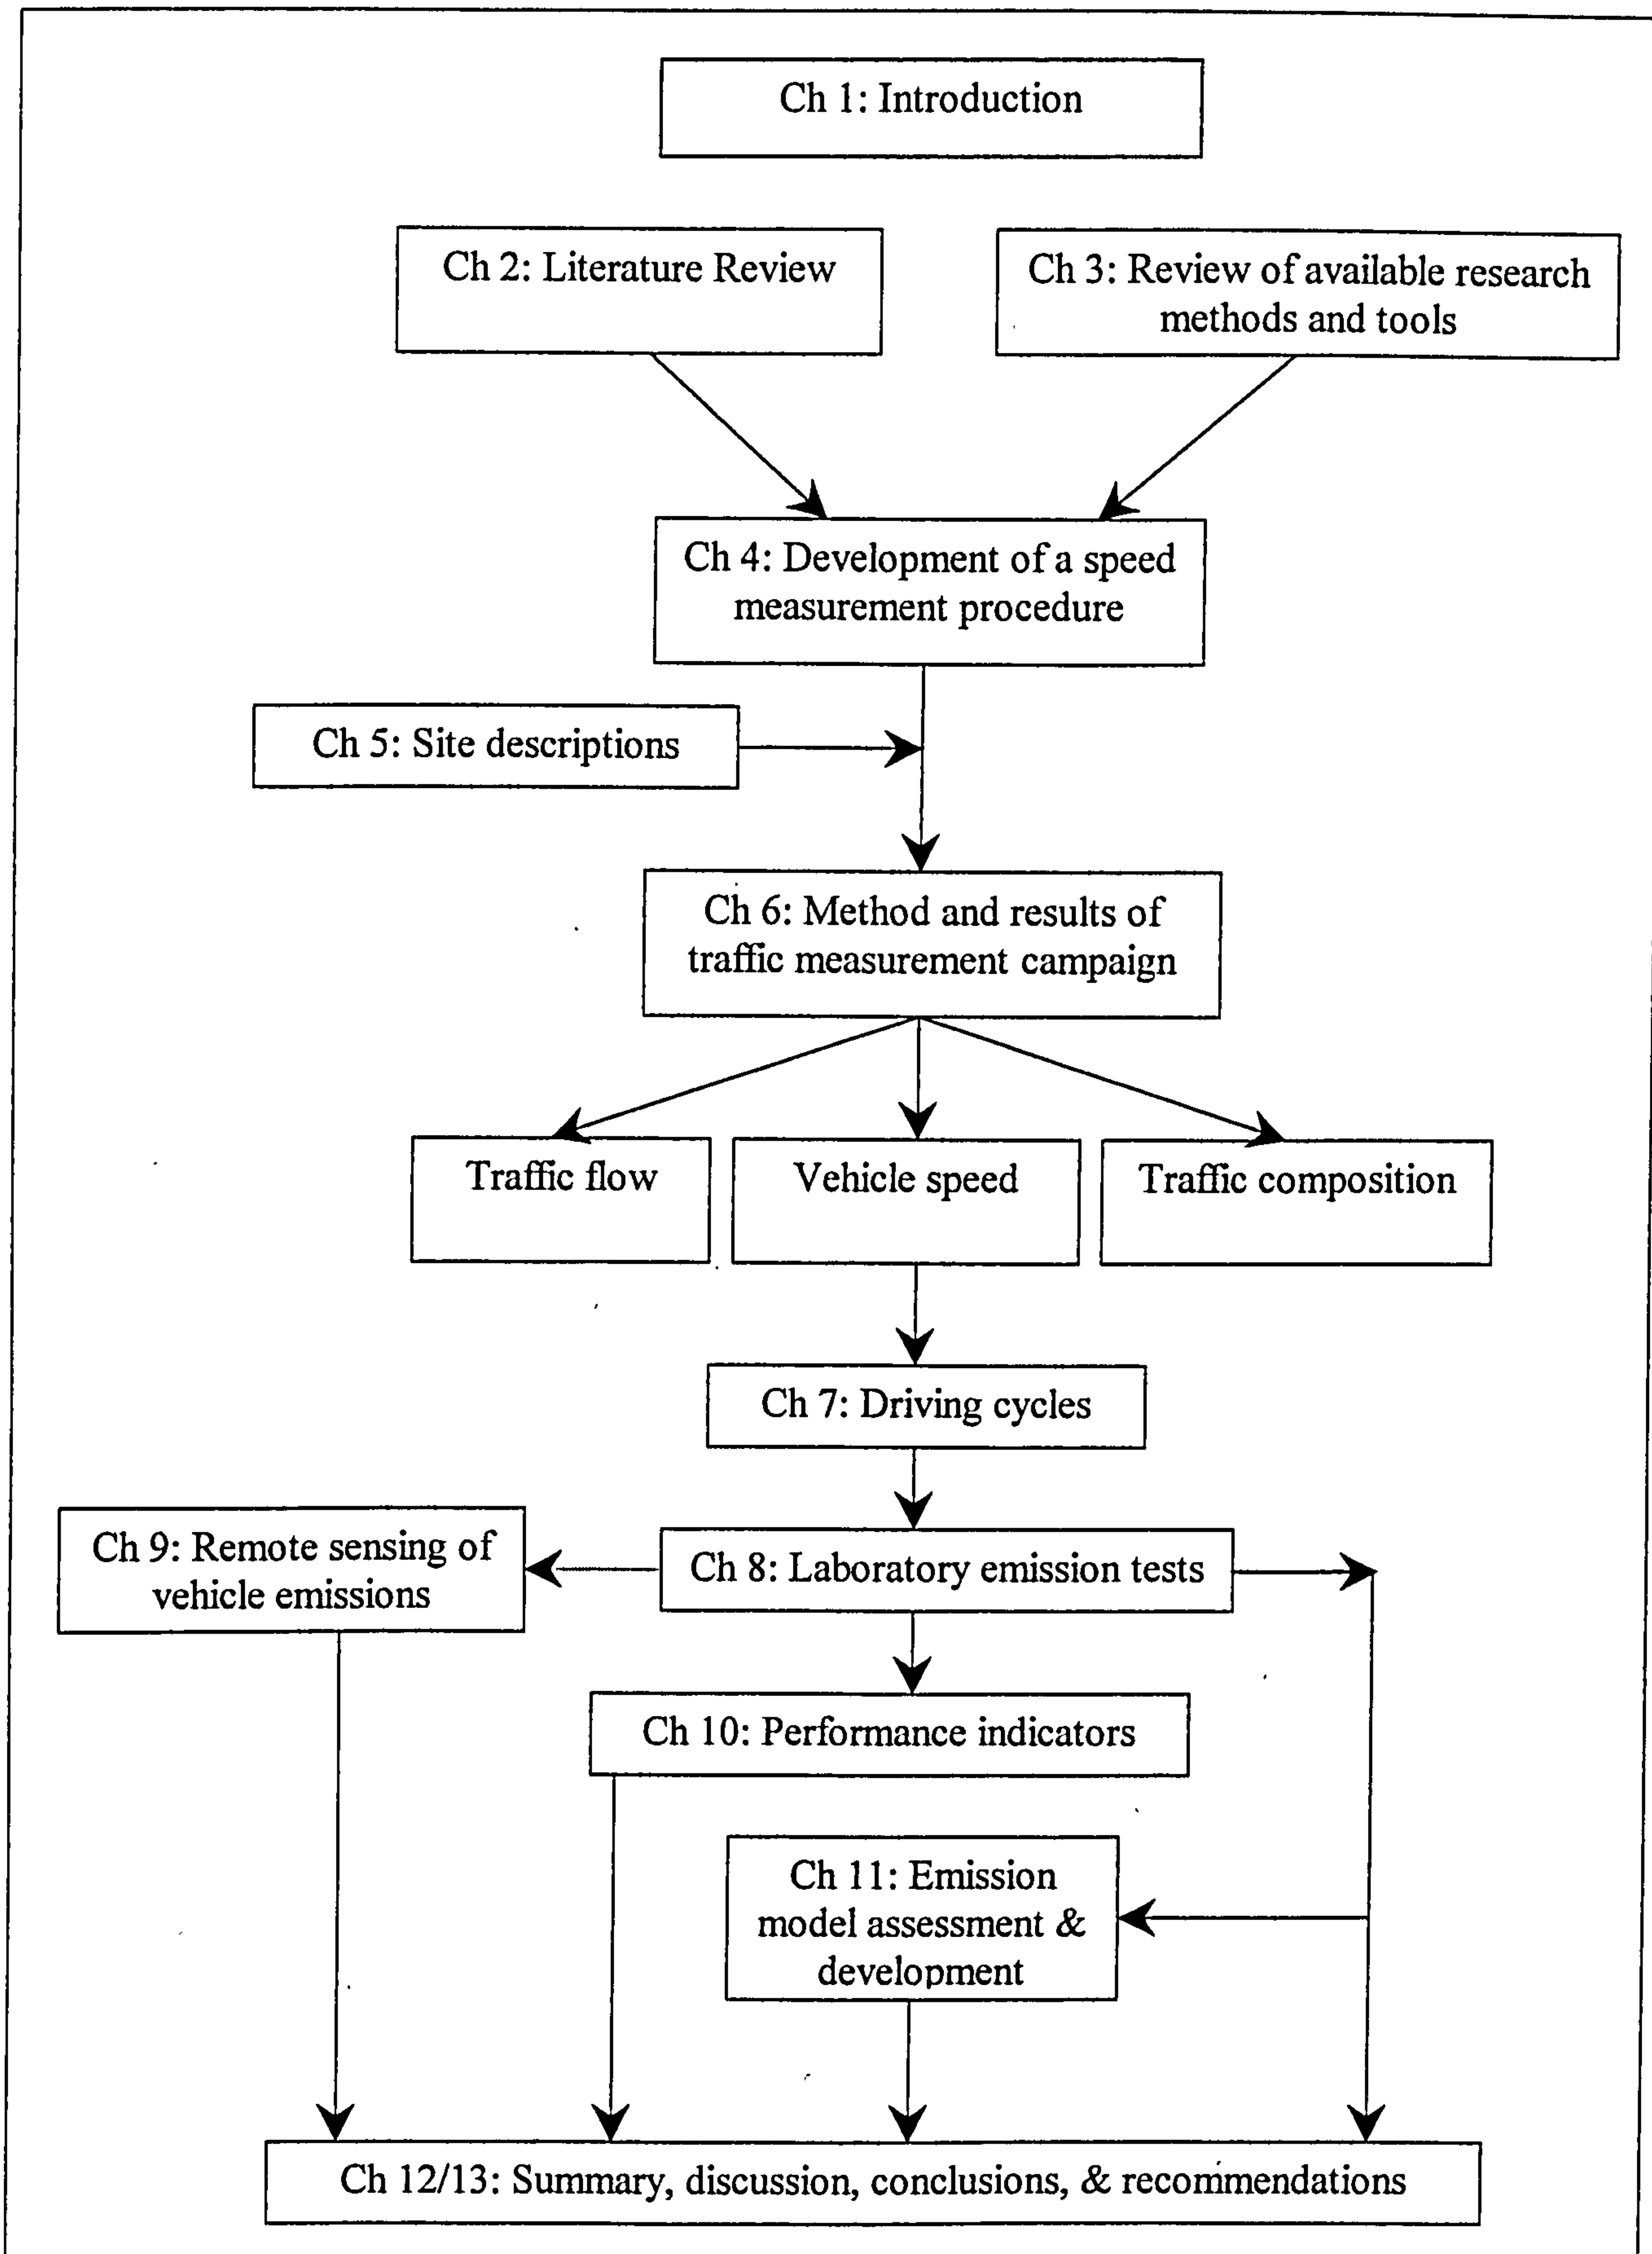 Ch 1: Introduction
Ch 2: Literature Review
Ch 3: Review of available research
methods and tools
Ch 4: Development of a speed
measurement procedure
Ch 5: Site descriptions
Ch 6: Method and results of
traffic measurement campaign
Traffic flow
Vehicle speed
Traffic composition
Ch 7: Driving cycles
Ch 9: Remote sensing of
vehicle emissions
Ch 8: Laboratory emission tests
Ch 10: Performance indicators
Ch 11: Emission
model assessment &
development
Ch 12/13: Summary, discussion, conclusions, & recommendations